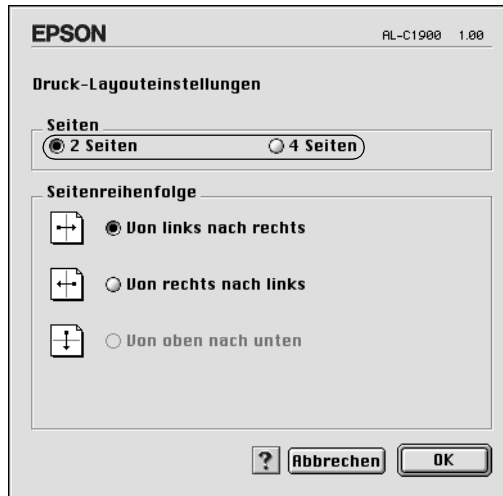 EPSON AL-C1900 1.00
Druck-Layouteinstellungen
Seiten
2 Seiten 4 Seiten
Seitenreihenfolge
Von links nach rechts
Von rechts nach links
Von oben nach unten
? Abbrechen OK